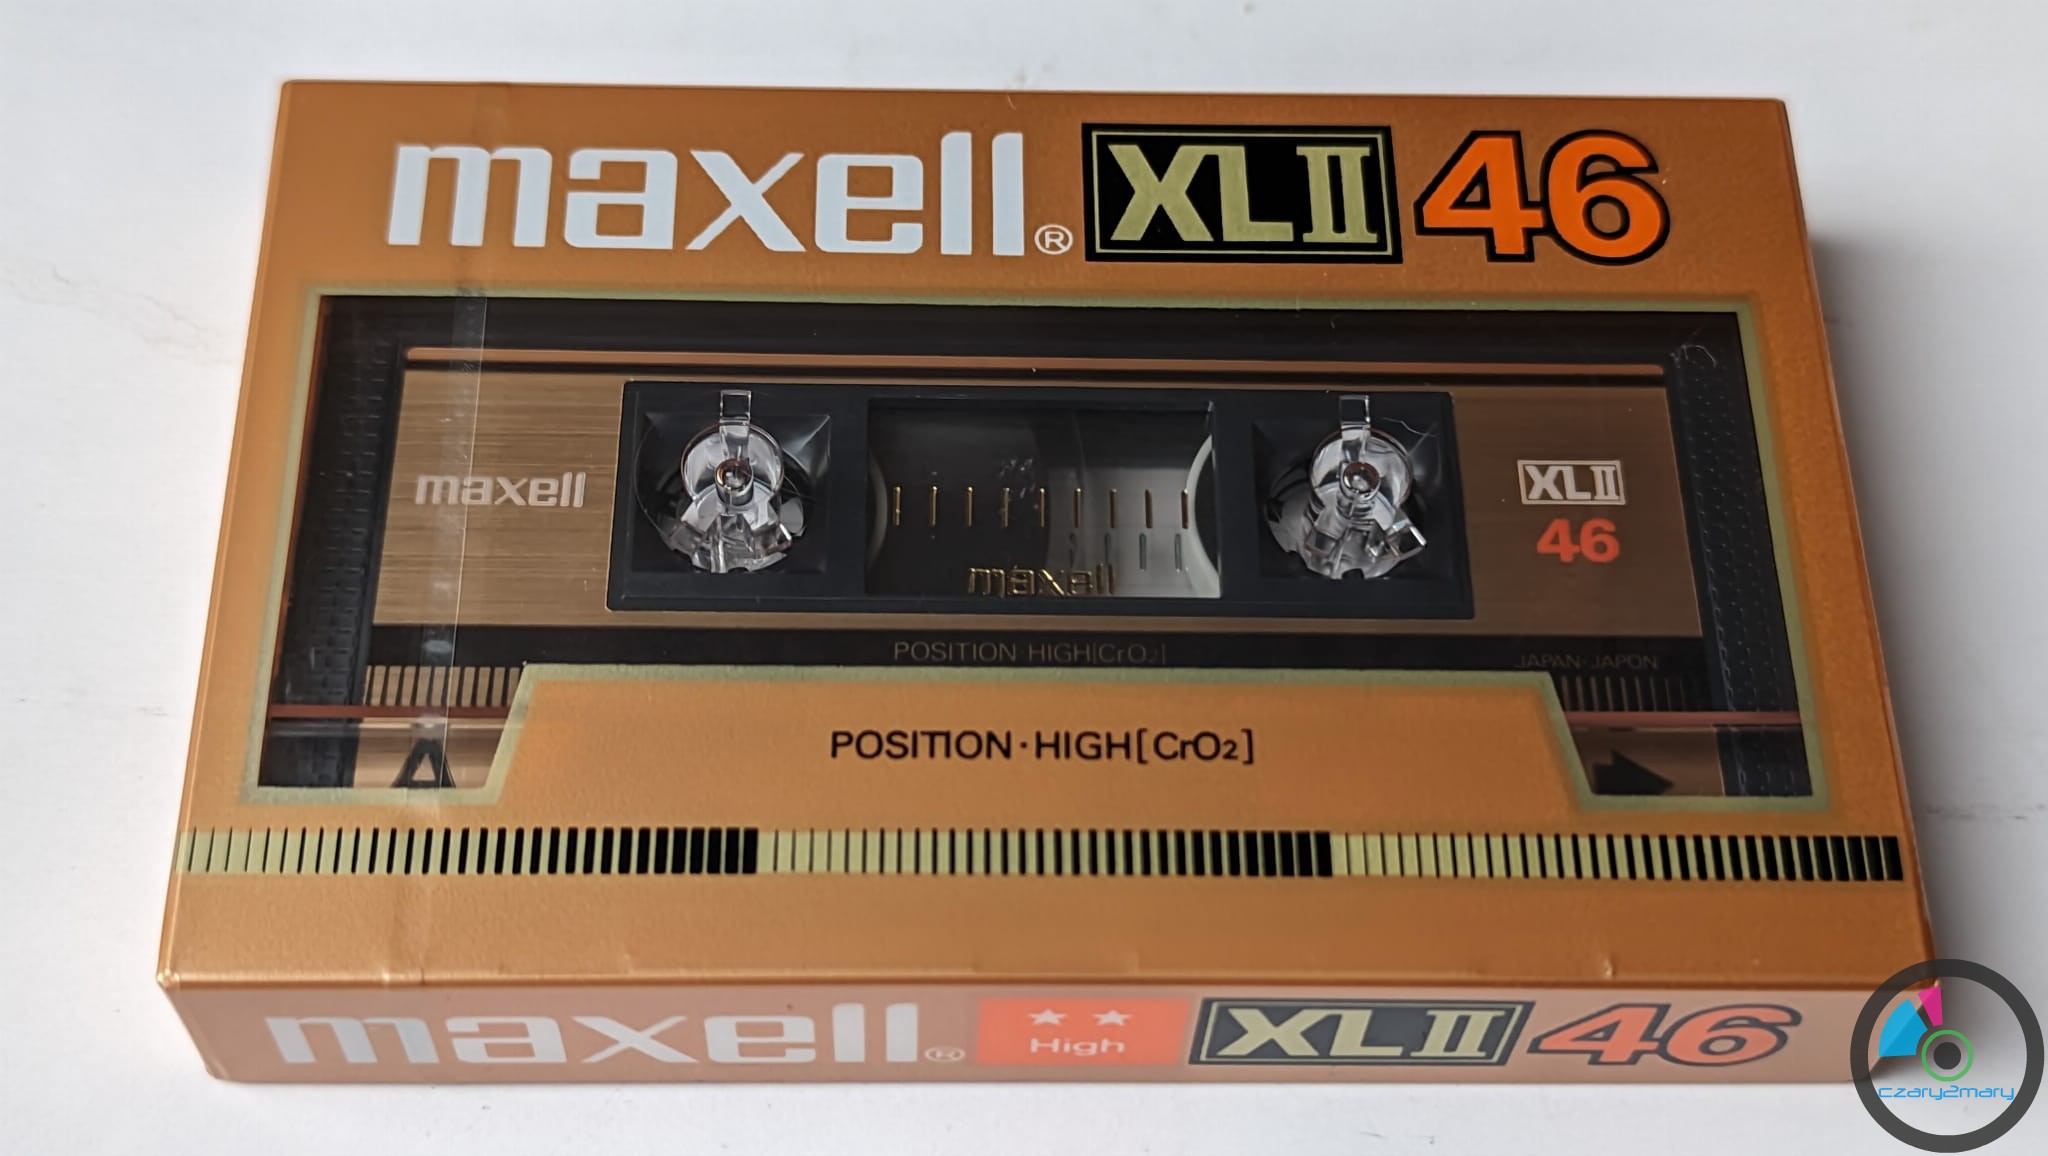 maxell® XLII 46
maxell
XLII
46
maxell
POSITION HIGH[CrO2]
JAPAN·JAPON
A
POSITION·HIGH[CrO2]
maxell® High XLII 46
czary2mary